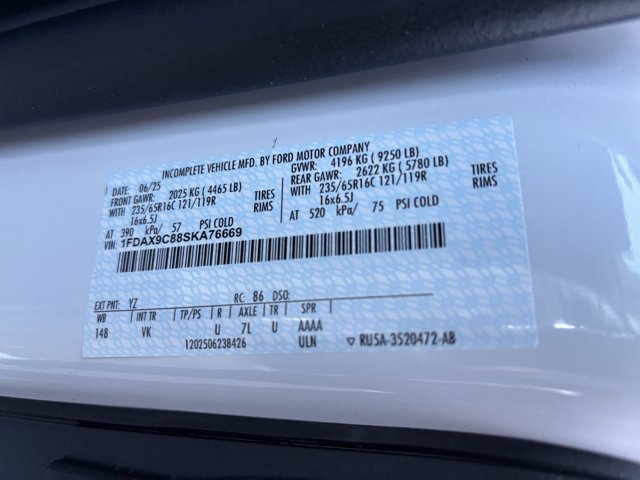 INCOMPLETE VEHICLE MFD. BY FORD MOTOR COMPANY
DATE: 06/25 GVWR: 4196 KG ( 9250 LB)
FRONT GAWR: 2025 KG ( 4465 LB) REAR GAWR: 2622 KG ( 5780 LB)
WITH 235/65R16C 121/119R TIRES WITH 235/65R16C 121/119R TIRES
16x6.5J RIMS 16x6.5J RIMS
AT 390 kPa/ 57 PSI COLD AT 520 kPa/ 75 PSI COLD
VIN: 1FDAX9C88SKA76669
EXT PNT: YZ RC: 86 DSO:
WB INT TR TP/PS R AXLE TR SPR
148 VK U 7L U AAAA
1202506238426 ULN ▽ RU5A-3520472-AB